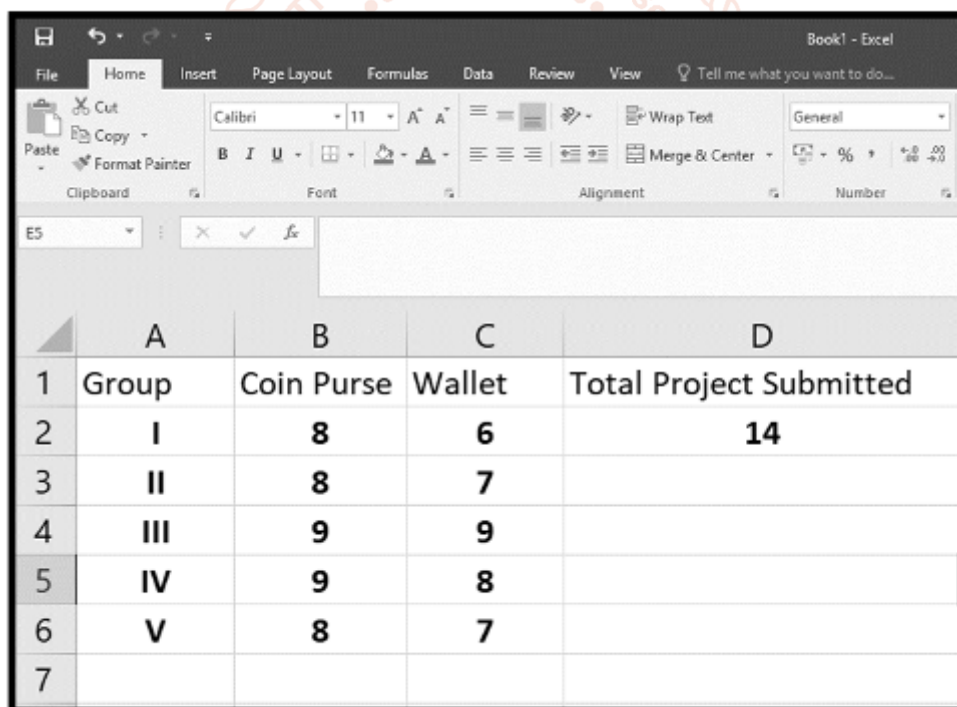 Book1 - Excel
File Home Insert Page Layout Formulas Data Review View Tell me what you want to do...
Cut
Copy
Paste
Format Painter
Calibri 11 A A Wrap Text General
B I U A Merge & Center % ,
Clipboard Font Alignment Number
E5 fx
A B C D
1 Group Coin Purse Wallet Total Project Submitted
2 I 8 6 14
3 II 8 7
4 III 9 9
5 IV 9 8
6 V 8 7
7